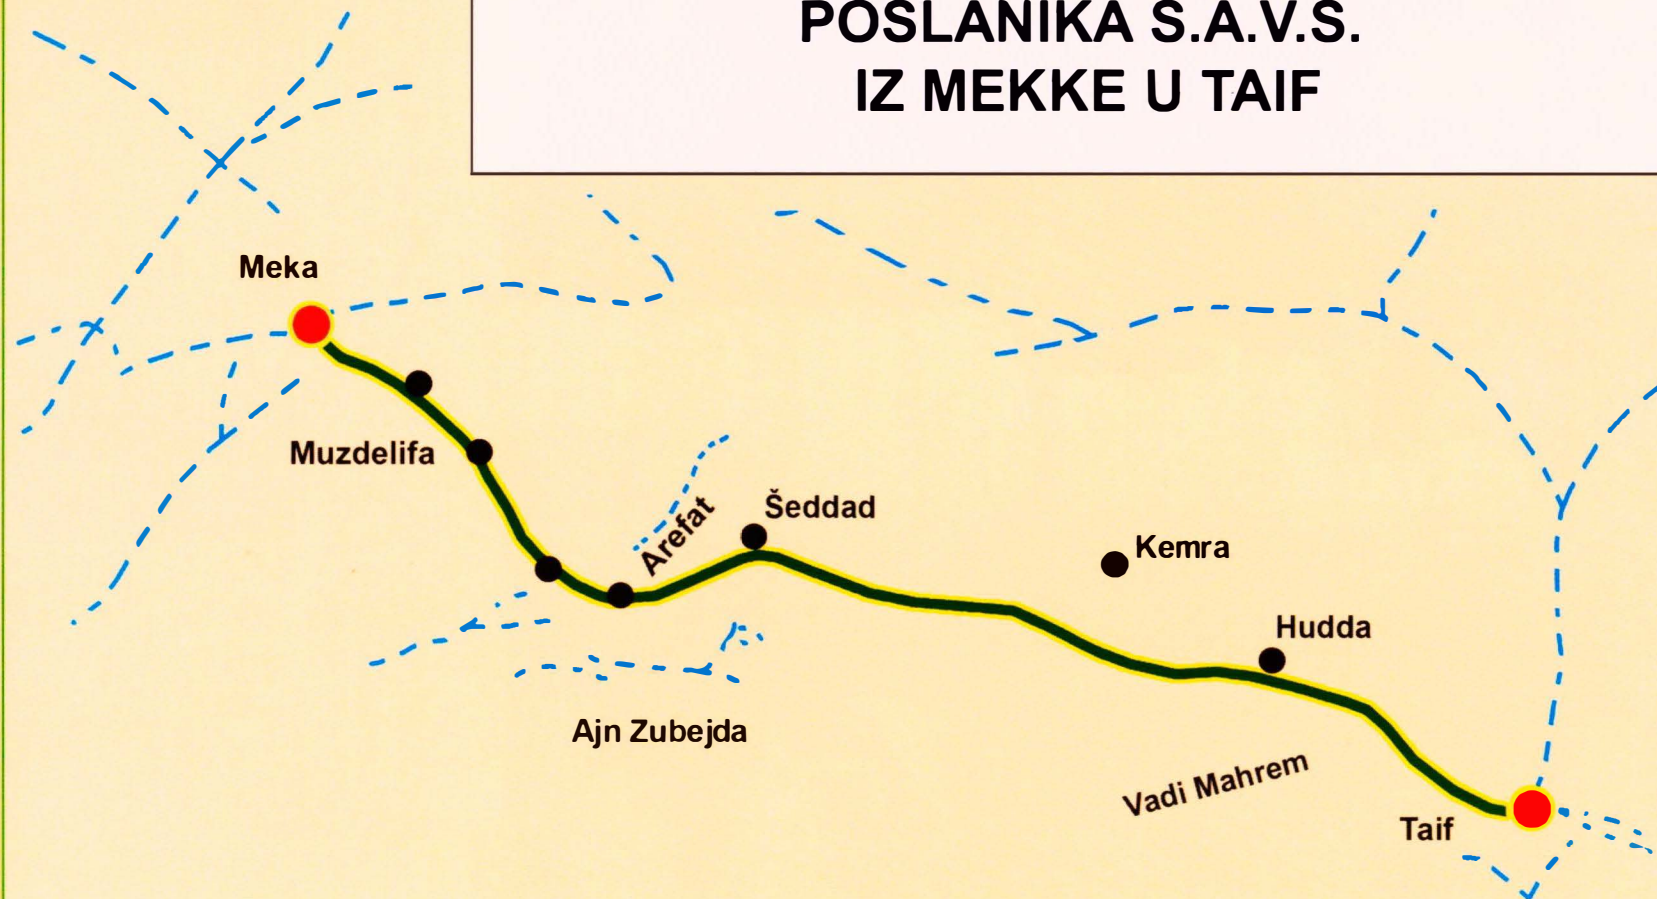 POSLANIKA S.A.V.S.
IZ MEKKE U TAIF
Meka
Muzdelifa
Arefat
Šeddad
Kemra
Hudda
Ajn Zubejda
Vadi Mahrem
Taif